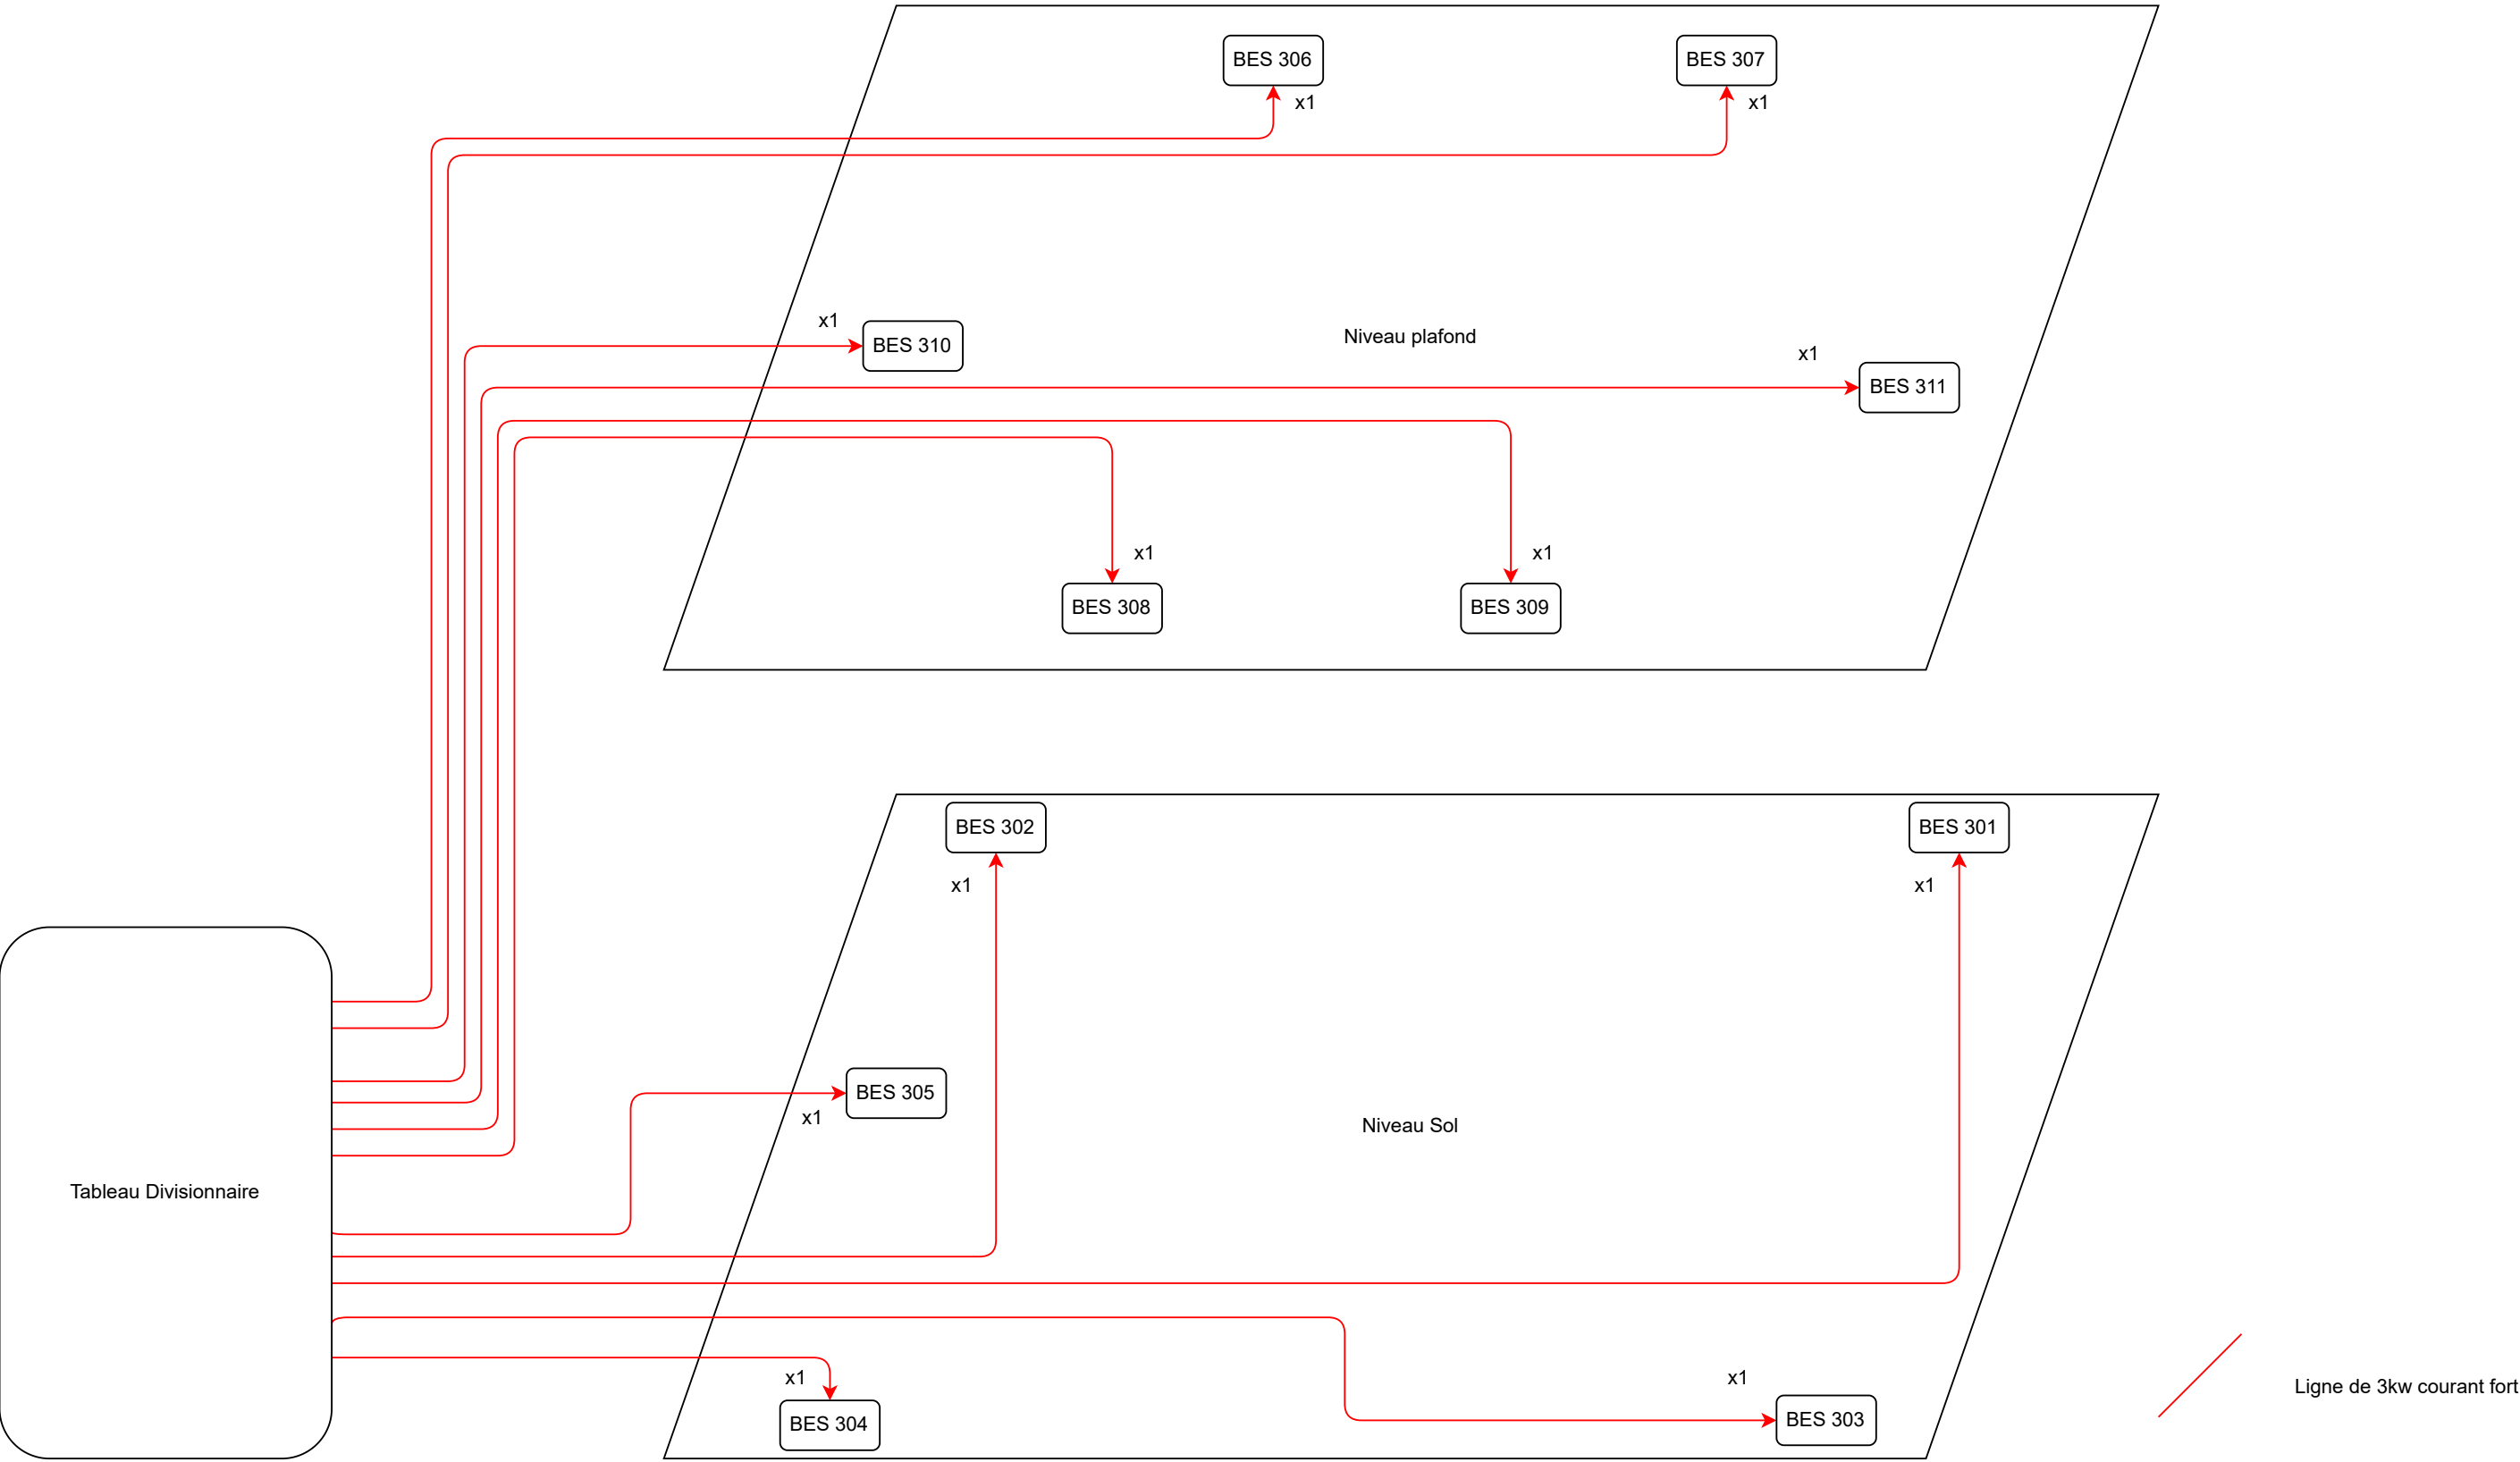 BES 306
BES 307
x1
x1
x1
BES 310
Niveau plafond
x1
BES 311
x1
x1
BES 308
BES 309
BES 302
BES 301
x1
x1
BES 305
x1
Niveau Sol
Tableau Divisionnaire
x1
x1
Ligne de 3kw courant fort
BES 304
BES 303